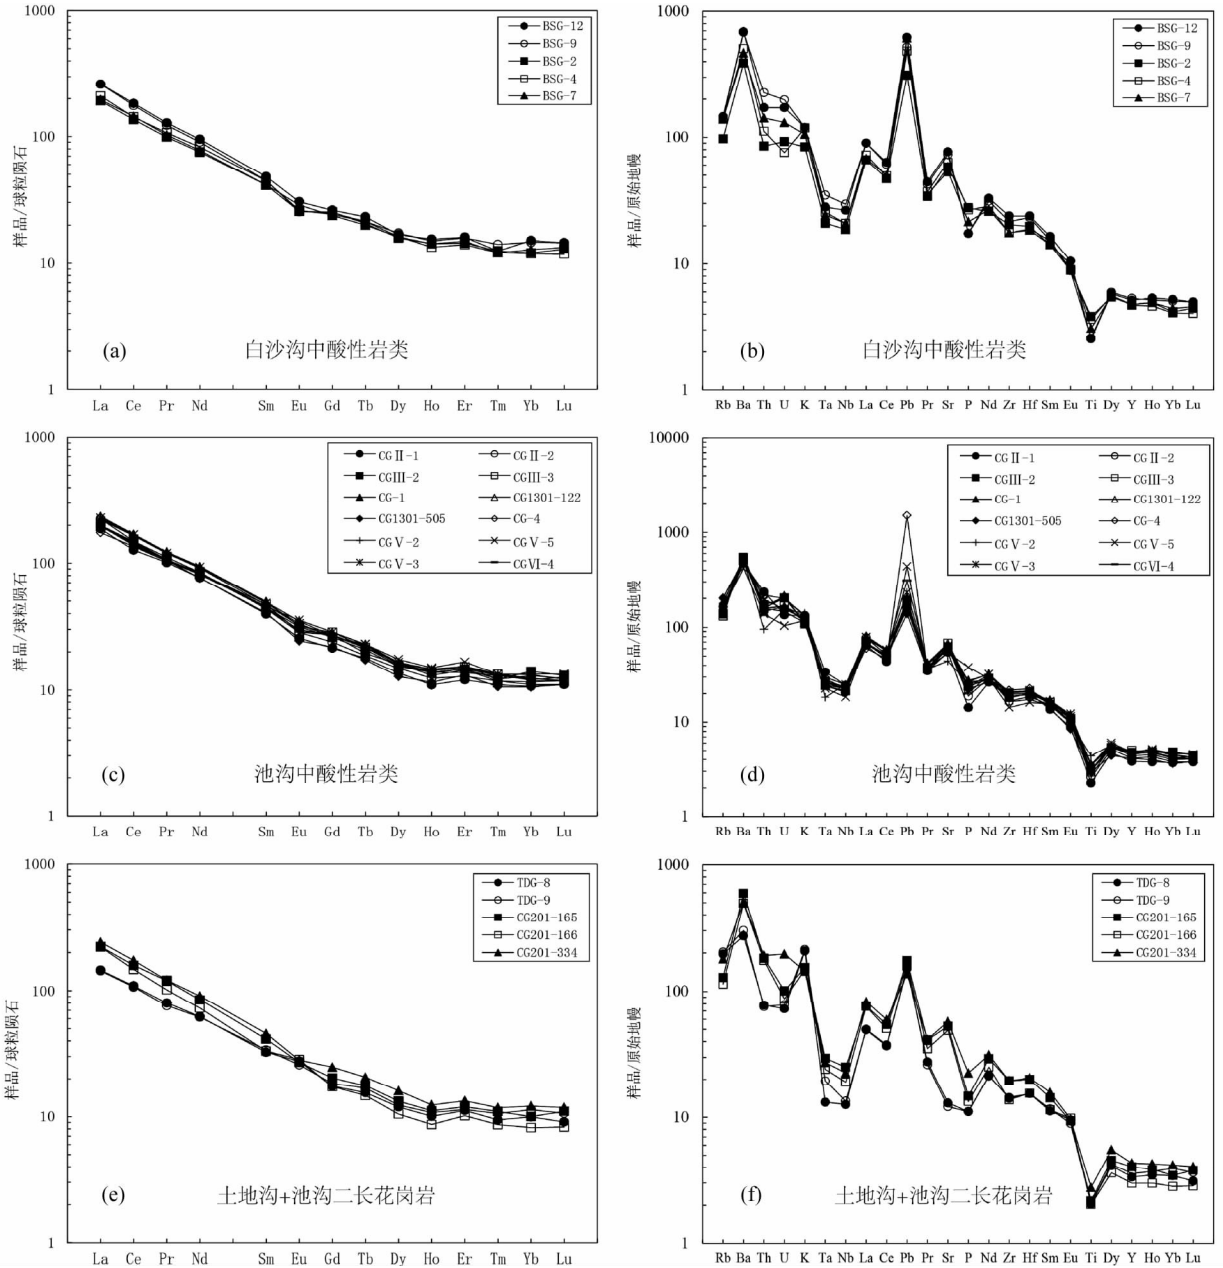 1000
100
10
1
样品/球粒陨石
BSG-12
BSG-9
BSG-2
BSG-4
BSG-7
(a) 白沙沟中酸性岩类
La Ce Pr Nd Sm Eu Gd Tb Dy Ho Er Tm Yb Lu
1000
100
10
1
样品/原始地幔
BSG-12
BSG-9
BSG-2
BSG-4
BSG-7
(b) 白沙沟中酸性岩类
Rb Ba Th U K Ta Nb La Ce Pb Pr Sr P Nd Zr Hf Sm Eu Ti Dy Y Ho Yb Lu
1000
100
10
1
样品/球粒陨石
CGⅡ-1 CGⅡ-2
CGⅢ-2 CGⅢ-3
CG-1 CG1301-122
CG1301-505 CG-4
CGⅤ-2 CGⅤ-5
CGⅤ-3 CGⅥ-4
(c) 池沟中酸性岩类
La Ce Pr Nd Sm Eu Gd Tb Dy Ho Er Tm Yb Lu
10000
1000
100
10
1
样品/原始地幔
CGⅡ-1 CGⅡ-2
CGⅢ-2 CGⅢ-3
CG-1 CG1301-122
CG1301-505 CG-4
CGⅤ-2 CGⅤ-5
CGⅤ-3 CGⅥ-4
(d) 池沟中酸性岩类
Rb Ba Th U K Ta Nb La Ce Pb Pr Sr P Nd Zr Hf Sm Eu Ti Dy Y Ho Yb Lu
1000
100
10
1
样品/球粒陨石
TDG-8
TDG-9
CG201-165
CG201-166
CG201-334
(e) 土地沟+池沟二长花岗岩
La Ce Pr Nd Sm Eu Gd Tb Dy Ho Er Tm Yb Lu
1000
100
10
1
样品/原始地幔
TDG-8
TDG-9
CG201-165
CG201-166
CG201-334
(f) 土地沟+池沟二长花岗岩
Rb Ba Th U K Ta Nb La Ce Pb Pr Sr P Nd Zr Hf Sm Eu Ti Dy Y Ho Yb Lu